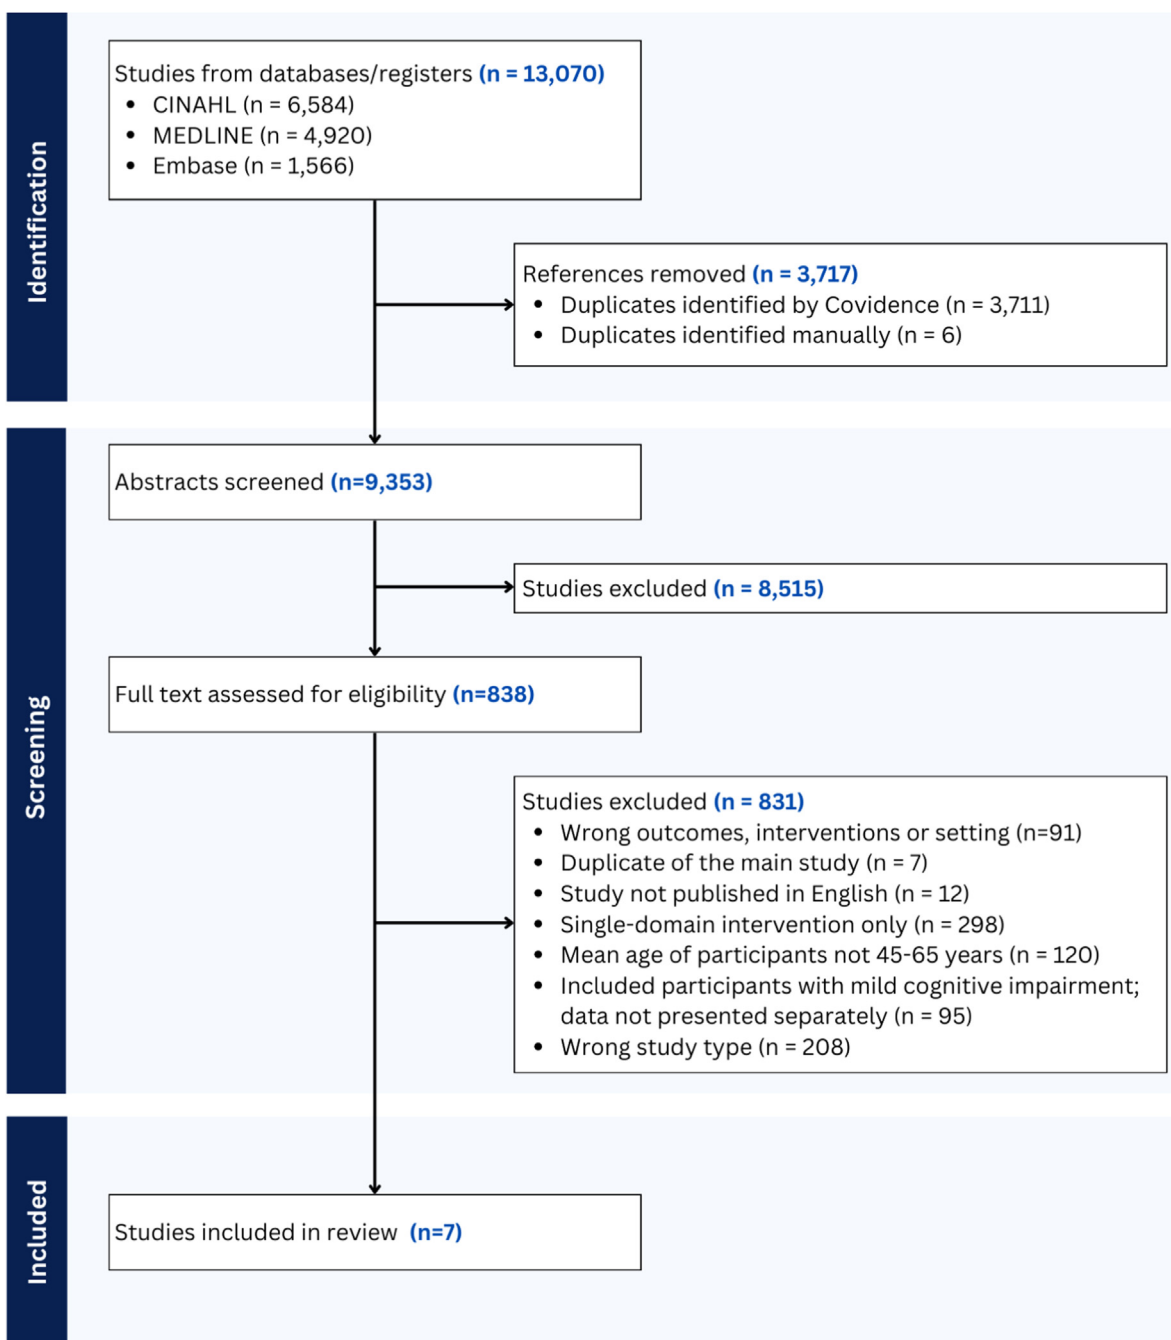 Identification
Studies from databases/registers (n = 13,070)
• CINAHL (n = 6,584)
• MEDLINE (n = 4,920)
• Embase (n = 1,566)
References removed (n = 3,717)
• Duplicates identified by Covidence (n = 3,711)
• Duplicates identified manually (n = 6)
Screening
Abstracts screened (n=9,353)
Studies excluded (n = 8,515)
Full text assessed for eligibility (n=838)
Studies excluded (n = 831)
• Wrong outcomes, interventions or setting (n=91)
• Duplicate of the main study (n = 7)
• Study not published in English (n = 12)
• Single-domain intervention only (n = 298)
• Mean age of participants not 45-65 years (n = 120)
• Included participants with mild cognitive impairment;
data not presented separately (n = 95)
• Wrong study type (n = 208)
Included
Studies included in review (n=7)